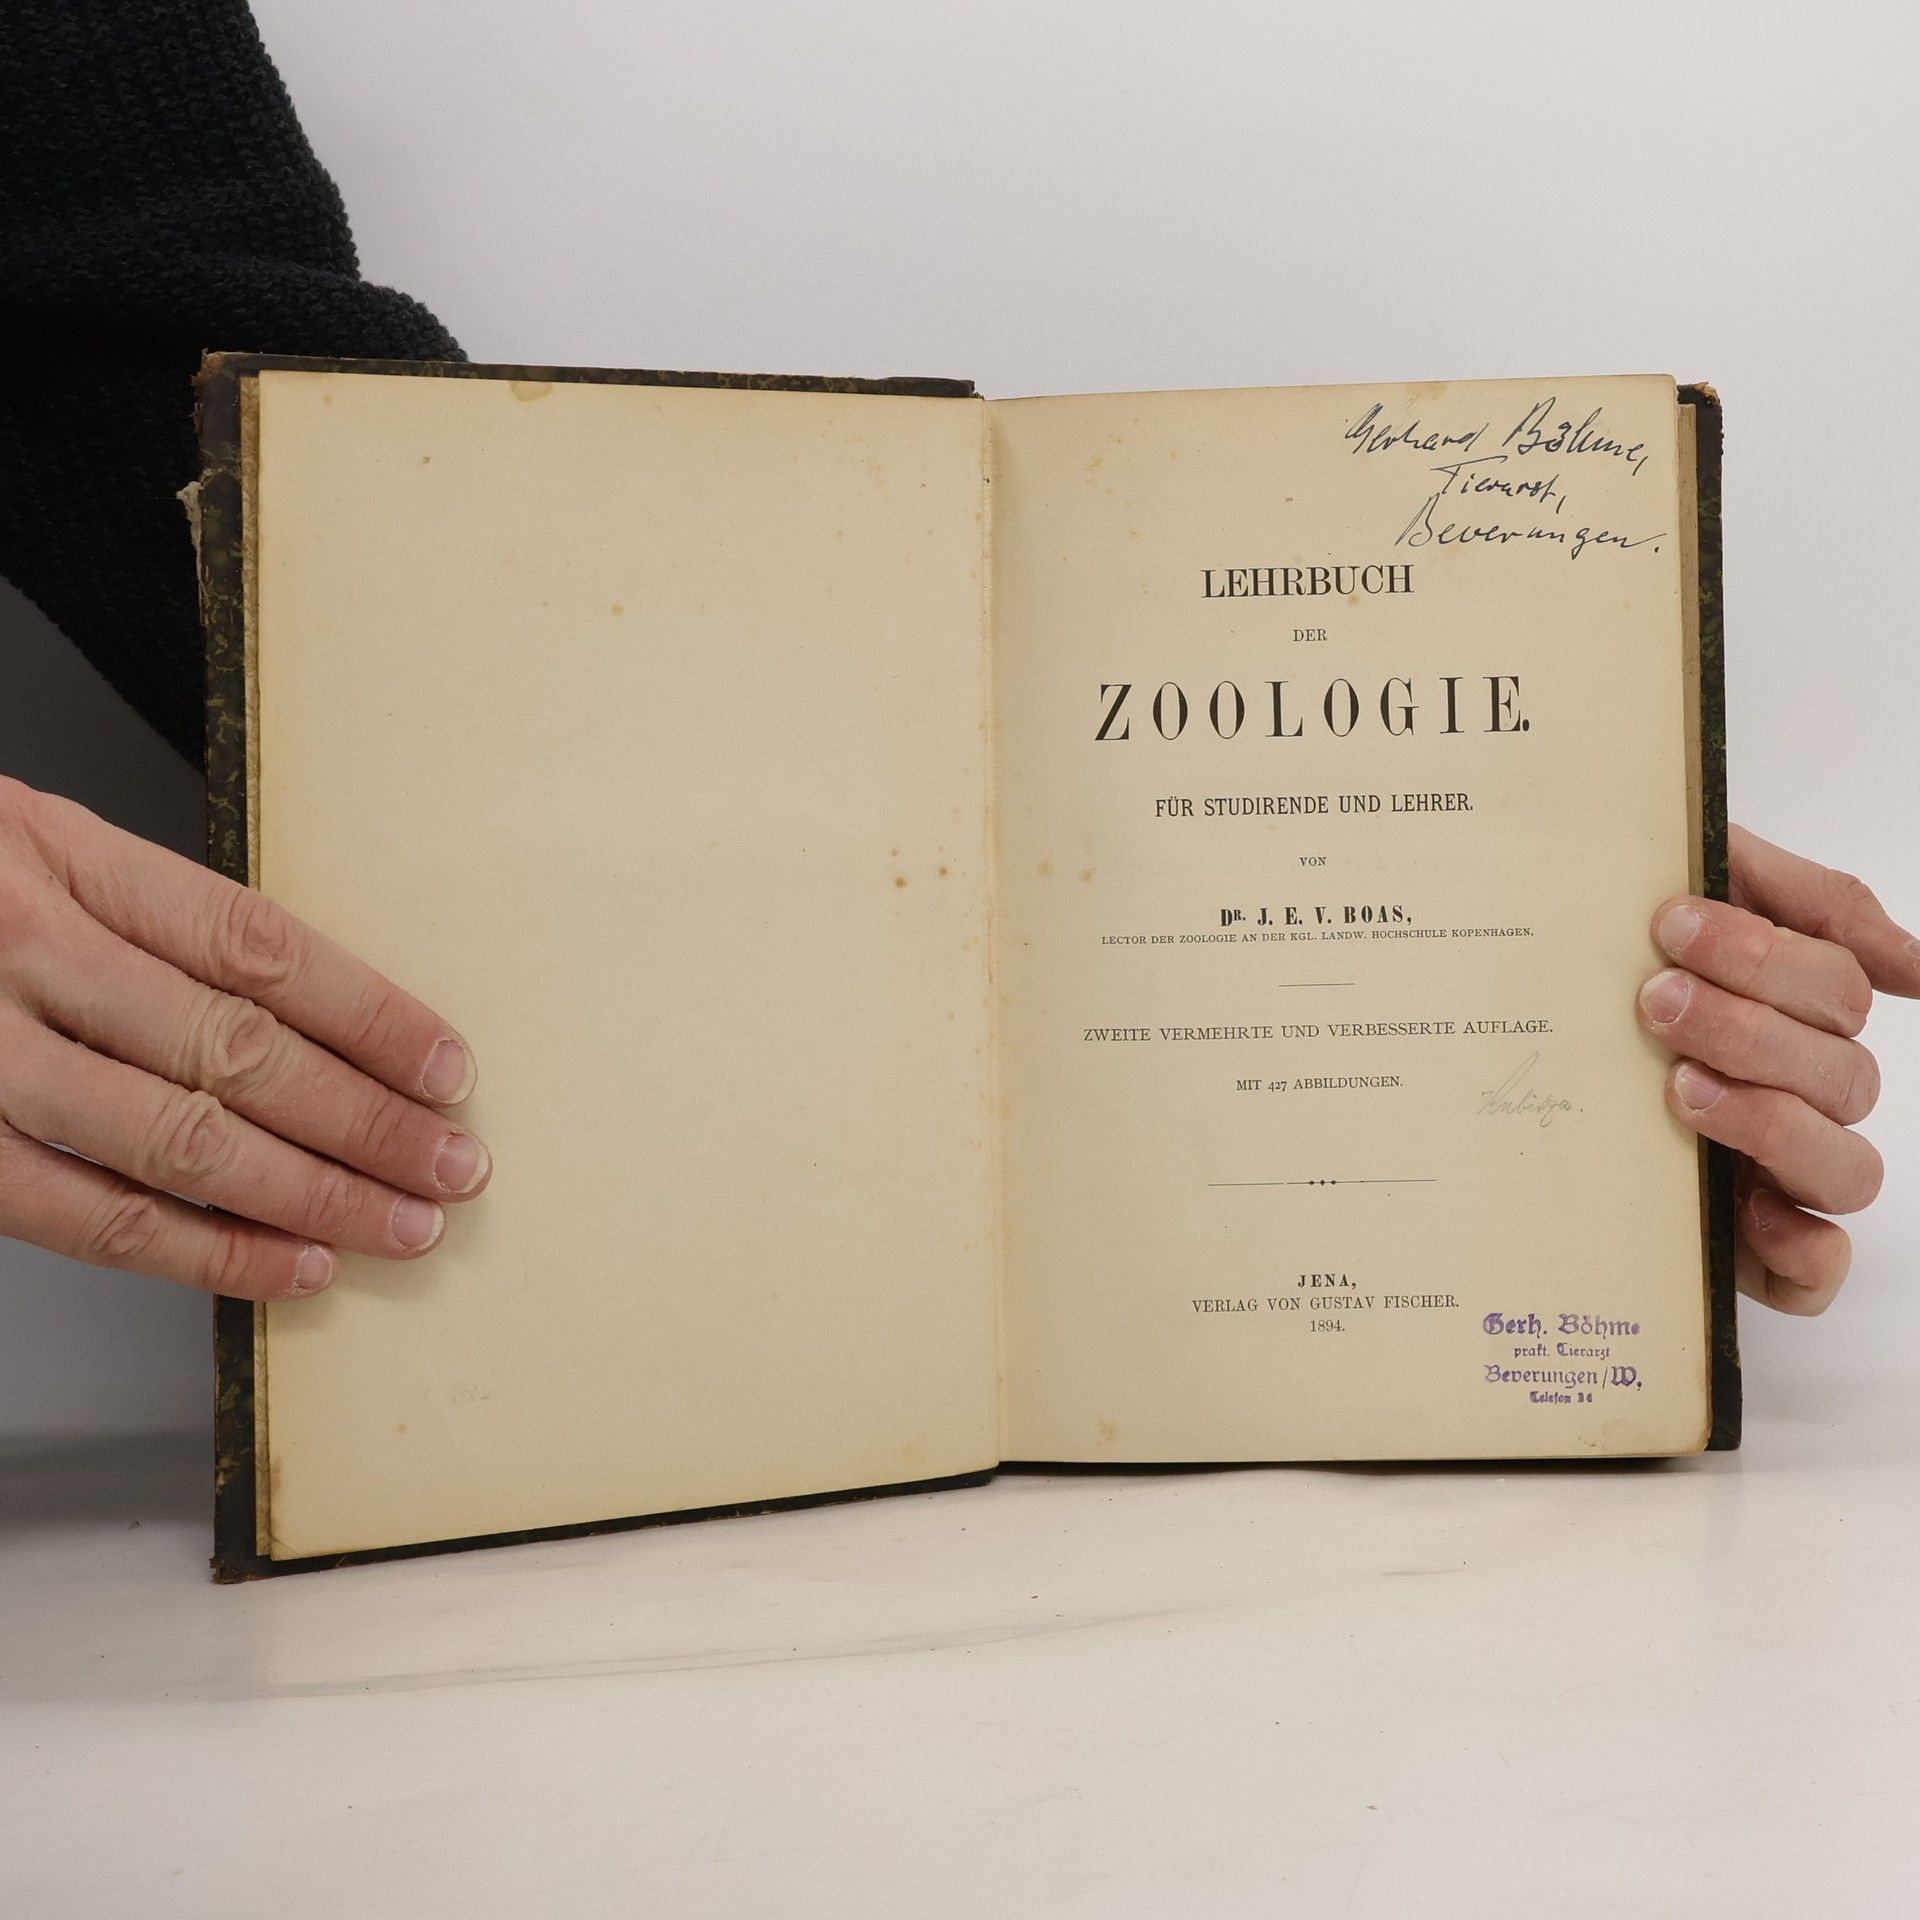 Gerhard Böhme,
Tierarzt,
Beverungen.
LEHRBUCH
DER
ZOOLOGIE.
FÜR STUDIRENDE UND LEHRER.
VON
DR. J. E. V. BOAS,
LECTOR DER ZOOLOGIE AN DER KGL. LANDW. HOCHSCHULE KOPENHAGEN.
ZWEITE VERMEHRTE UND VERBESSERTE AUFLAGE.
MIT 427 ABBILDUNGEN.
JENA,
VERLAG VON GUSTAV FISCHER.
1894.
Gerh. Böhme
prakt. Tierarzt
Beverungen/W.
Telefon 34